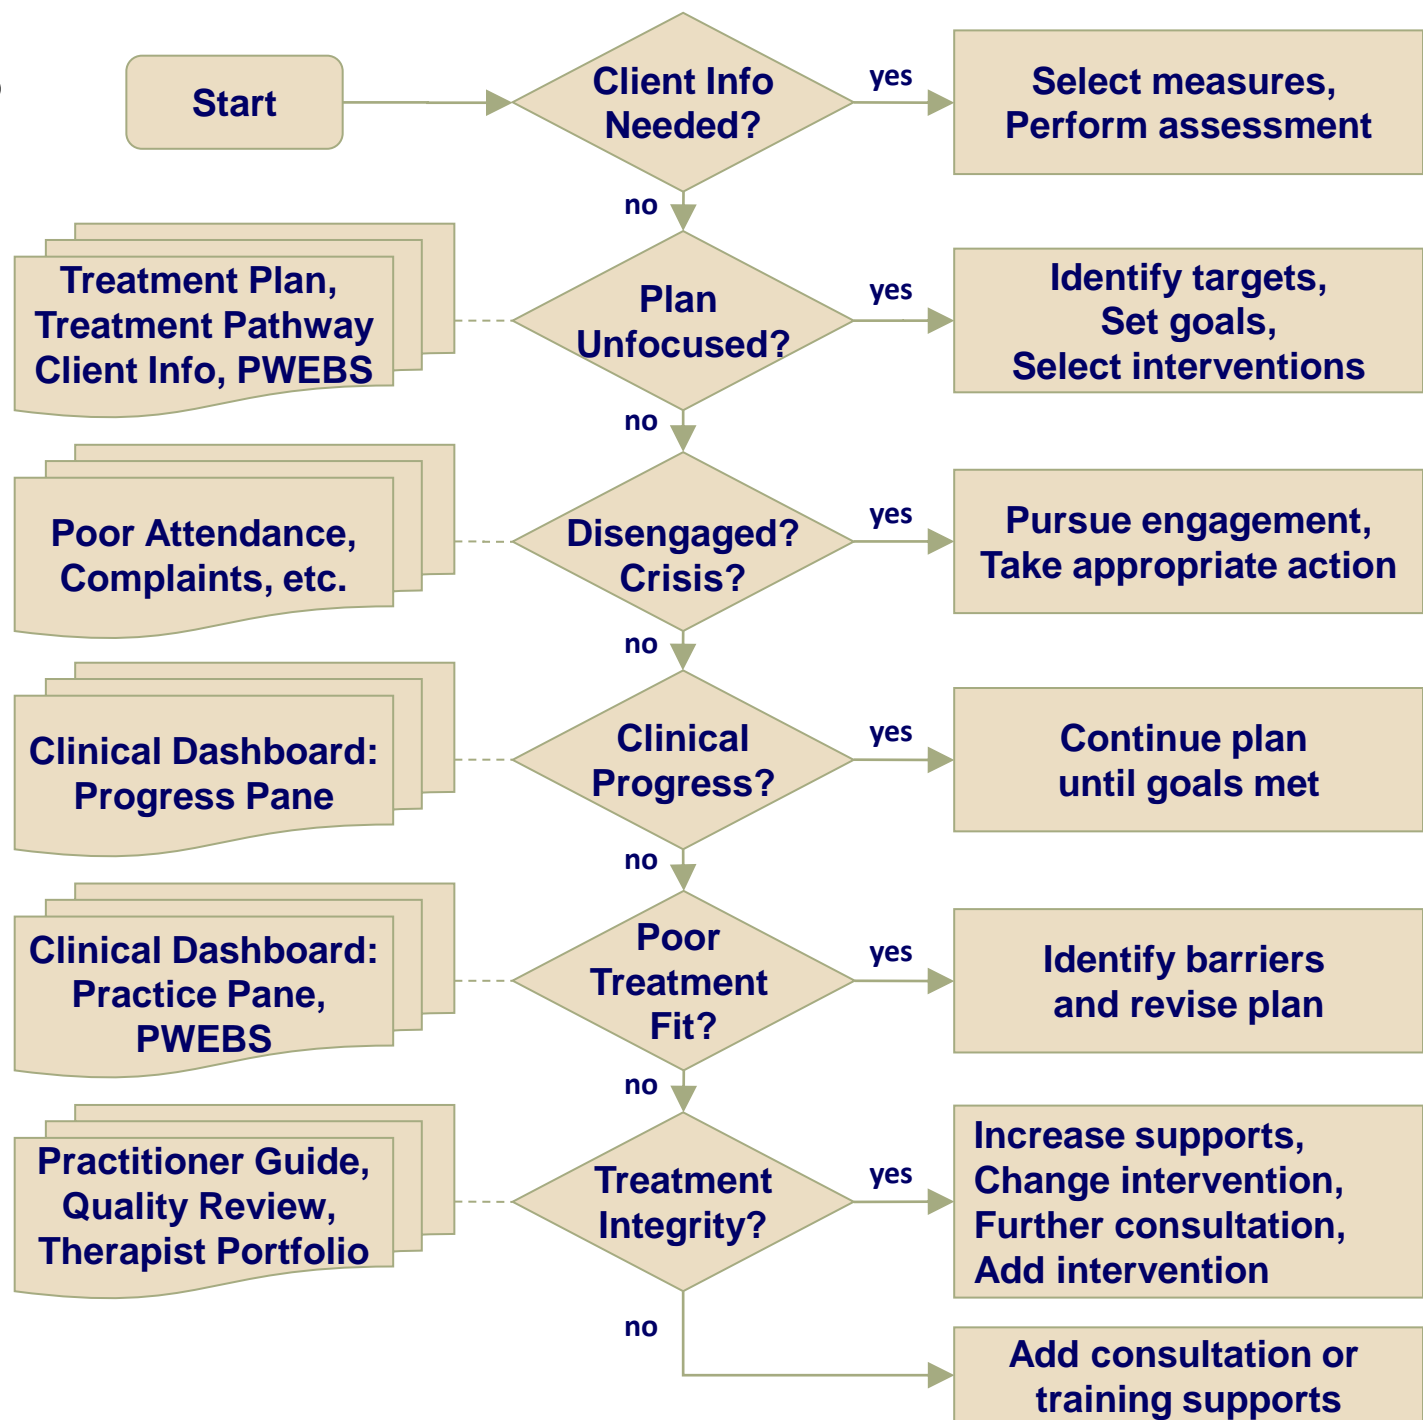 Start
Client Info
Needed?
yes
Select measures,
Perform assessment
no
Treatment Plan,
Treatment Pathway
Client Info, PWEBS
Plan
Unfocused?
yes
Identify targets,
Set goals,
Select interventions
no
Poor Attendance,
Complaints, etc.
Disengaged?
Crisis?
yes
Pursue engagement,
Take appropriate action
no
Clinical Dashboard:
Progress Pane
Clinical
Progress?
yes
Continue plan
until goals met
no
Clinical Dashboard:
Practice Pane,
PWEBS
Poor
Treatment
Fit?
yes
Identify barriers
and revise plan
no
Practitioner Guide,
Quality Review,
Therapist Portfolio
Treatment
Integrity?
yes
Increase supports,
Change intervention,
Further consultation,
Add intervention
no
Add consultation or
training supports